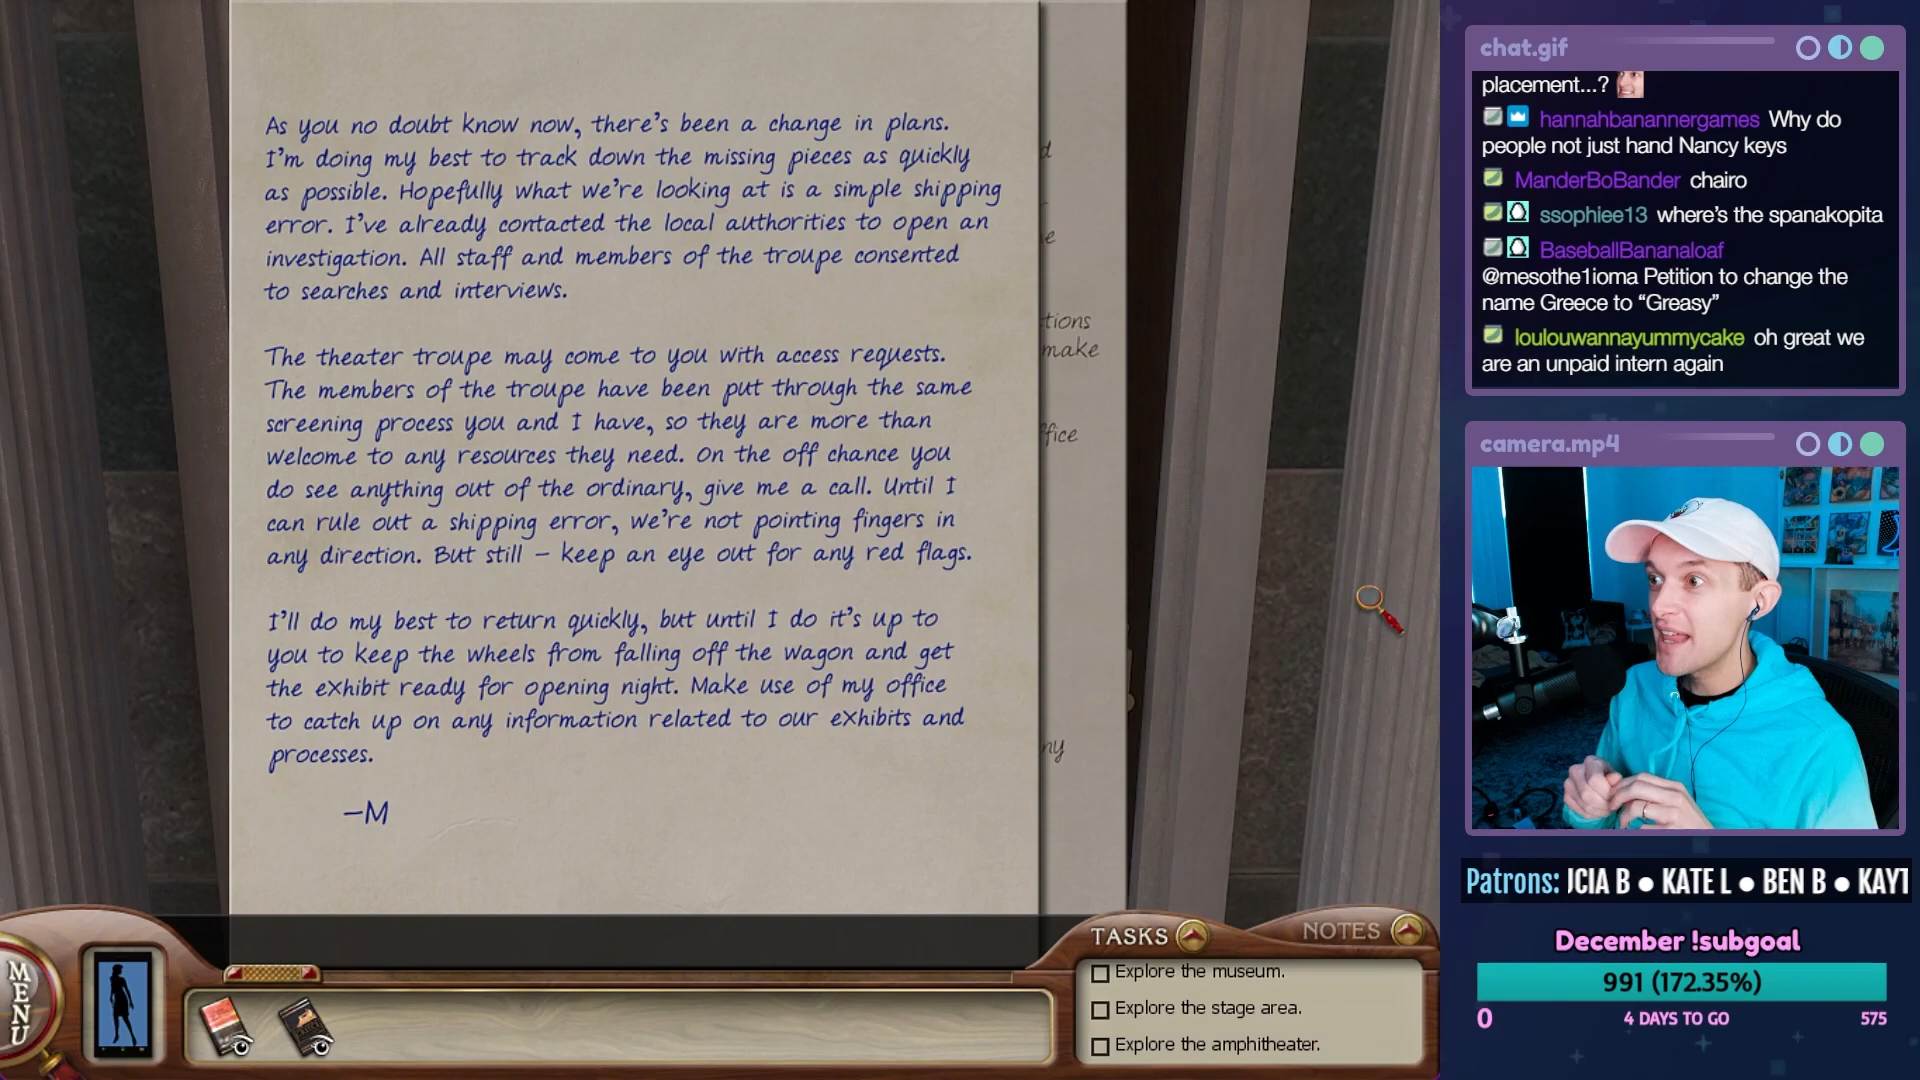 As you no doubt know now, there's been a change in plans.
I'm doing my best to track down the missing pieces as quickly
as possible. Hopefully what we're looking at is a simple shipping
error. I've already contacted the local authorities to open an
investigation. All staff and members of the troupe consented
to searches and interviews.
The theater troupe may come to you with access requests.
The members of the troupe have been put through the same
screening process you and I have, so they are more than
welcome to any resources they need. On the off chance you
do see anything out of the ordinary, give me a call. Until I
can rule out a shipping error, we're not pointing fingers in
any direction. But still – keep an eye out for any red flags.
I'll do my best to return quickly, but until I do it's up to
you to keep the wheels from falling off the wagon and get
the exhibit ready for opening night. Make use of my office
to catch up on any information related to our exhibits and
processes.
–M
tions
make
MENU
TASKS
NOTES
Explore the museum.
Explore the stage area.
Explore the amphitheater.
chat.gif
placement...?
hannahbanannergames Why do
people not just hand Nancy keys
ManderBoBander chairo
ssophiee13 where's the spanakopita
BaseballBananaloaf
@mesothe1ioma Petition to change the
name Greece to “Greasy”
loulouwannayummycake oh great we
are an unpaid intern again
camera.mp4
Patrons: JCIA B • KATE L • BEN B • KAYT
December !subgoal
991 (172.35%)
0 4 DAYS TO GO 575